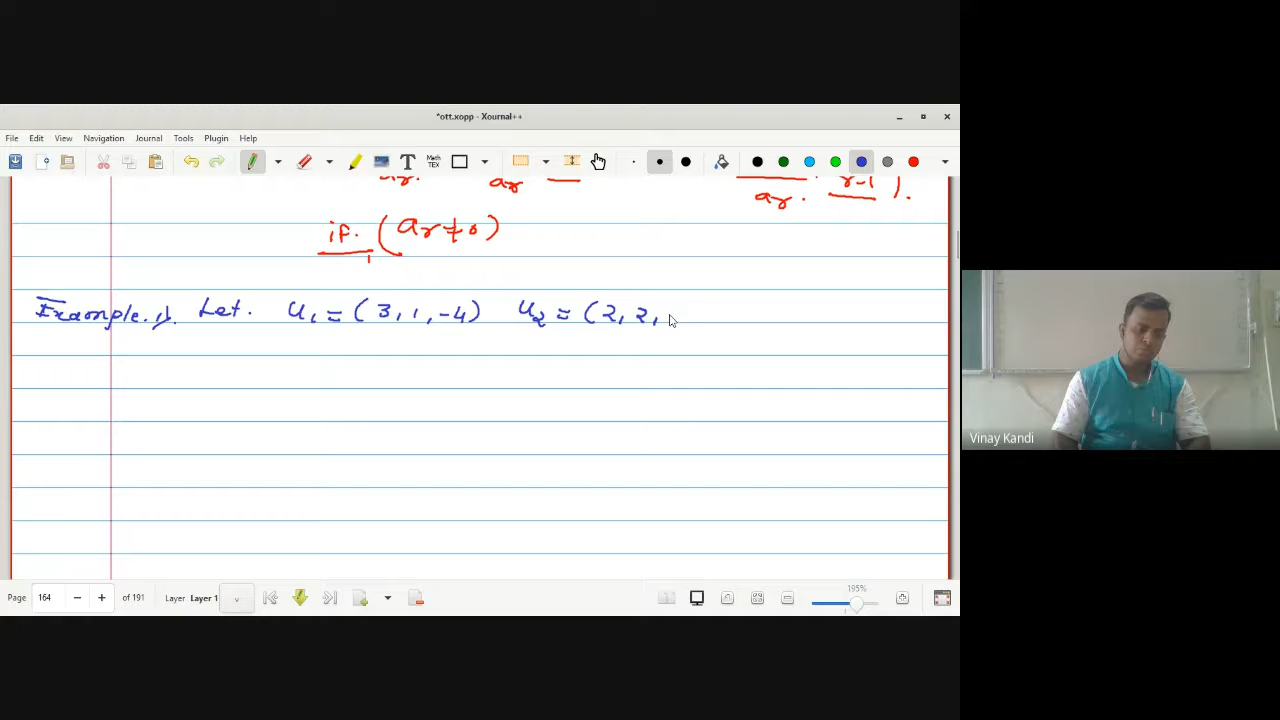 *ott.xopp - Xournal++
File Edit View Navigation Journal Tools Plugin Help
if. (ar ≠ 0)
Example.1). Let. U1 = (3, 1, -4) U2 = (2, 2,
Vinay Kandi
Page 164 of 191 Layer Layer 1 195%